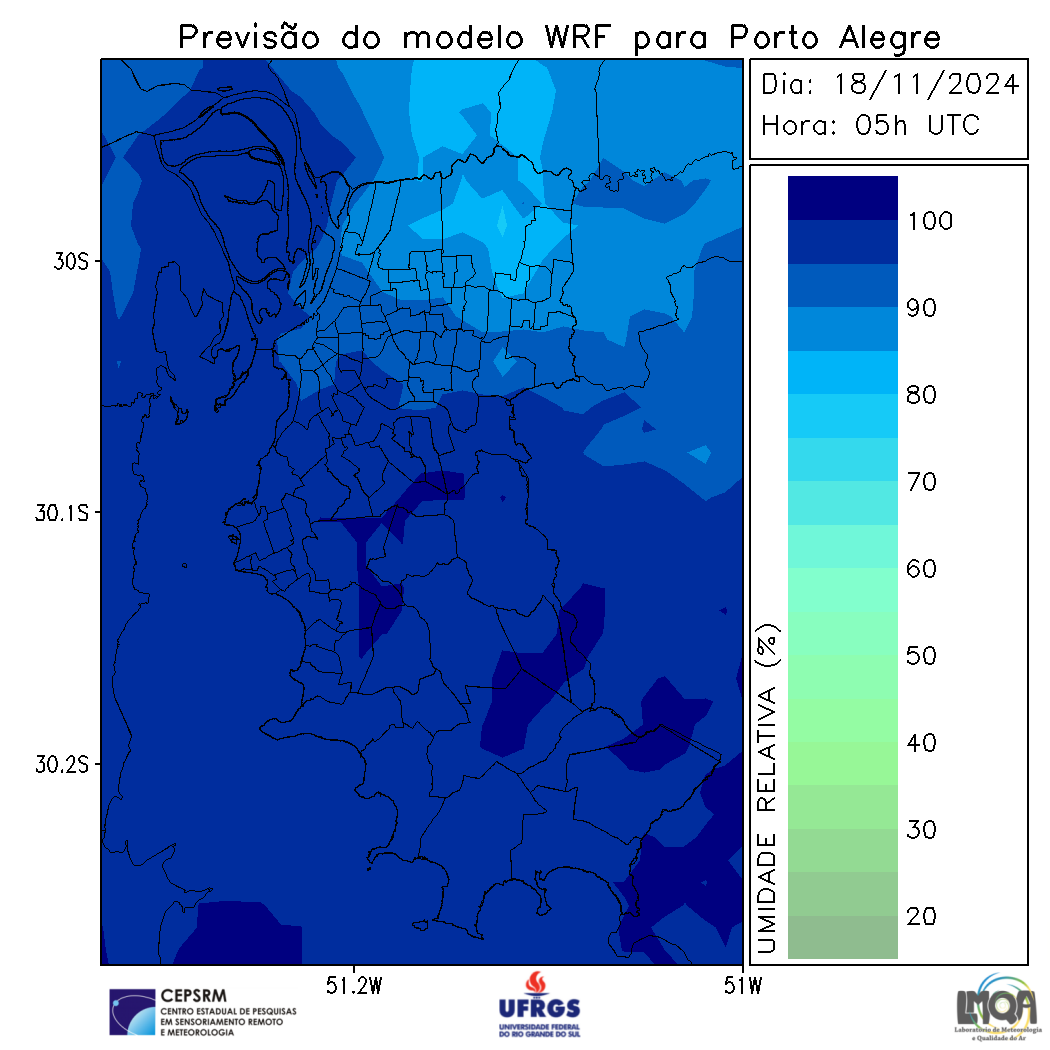 Previsão do modelo WRF para Porto Alegre
Dia: 18/11/2024
Hora: 05h UTC
30S
30.1S
30.2S
51.2W
51W
100
90
80
70
60
50
40
30
20
UMIDADE RELATIVA (%)
CEPSRM
CENTRO ESTADUAL DE PESQUISAS
EM SENSORIAMENTO REMOTO
E METEOROLOGIA
UFRGS
UNIVERSIDADE FEDERAL
DO RIO GRANDE DO SUL
LMQA
Laboratório de Meteorologia
e Qualidade do Ar